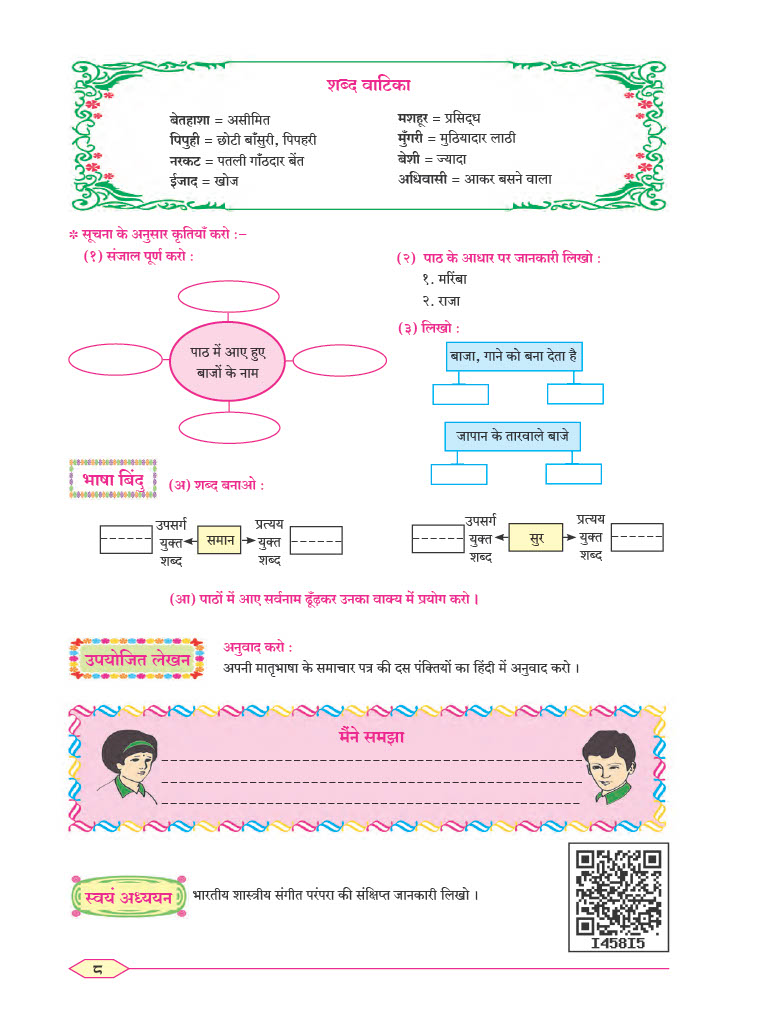 शब्द वाटिका
बेतहाशा = असीमित
पिपुही = छोटी बाँसुरी, पिपहरी
नरकट = पतली गाँठदार बेंत
ईजाद = खोज
मशहूर = प्रसिद्ध
मुँगरी = मुठियादार लाठी
बेशी = ज्यादा
अधिवासी = आकर बसने वाला
* सूचना के अनुसार कृतियाँ करो :-
(१) संजाल पूर्ण करो :
पाठ में आए हुए
बाजों के नाम
(२) पाठ के आधार पर जानकारी लिखो :
१. मरिंबा
२. राजा
(३) लिखो :
बाजा, गाने को बना देता है
जापान के तारवाले बाजे
भाषा बिंदु
(अ) शब्द बनाओ :
उपसर्ग
युक्त
शब्द
समान
प्रत्यय
युक्त
शब्द
उपसर्ग
युक्त
शब्द
सुर
प्रत्यय
युक्त
शब्द
(आ) पाठों में आए सर्वनाम ढूँढ़कर उनका वाक्य में प्रयोग करो ।
उपयोजित लेखन
अनुवाद करो :
अपनी मातृभाषा के समाचार पत्र की दस पंक्तियों का हिंदी में अनुवाद करो ।
मैंने समझा
स्वयं अध्ययन
भारतीय शास्त्रीय संगीत परंपरा की संक्षिप्त जानकारी लिखो ।
I458I5
८